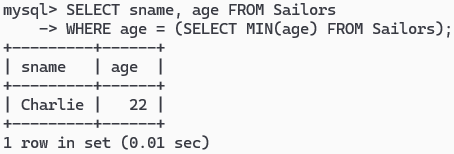 mysql> SELECT sname, age FROM Sailors
    -> WHERE age = (SELECT MIN(age) FROM Sailors);
+---------+------+
| sname   | age  |
+---------+------+
| Charlie |   22 |
+---------+------+
1 row in set (0.01 sec)